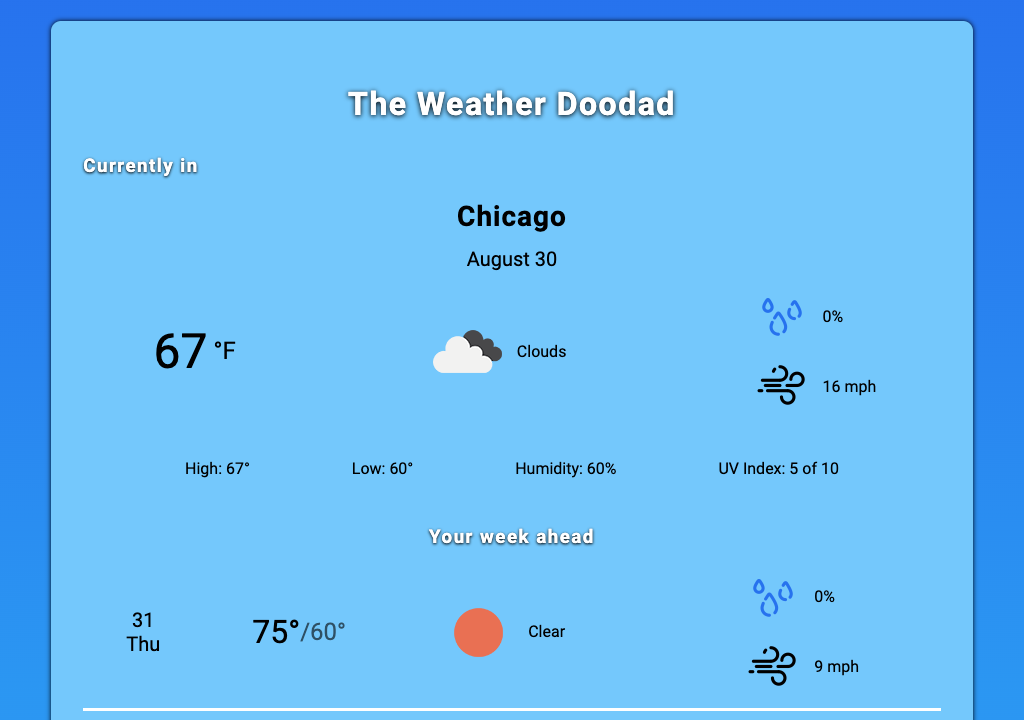 The Weather Doodad
Currently in
Chicago
August 30
67 °F
Clouds
0%
16 mph
High: 67°
Low: 60°
Humidity: 60%
UV Index: 5 of 10
Your week ahead
31
Thu
75°/60°
Clear
0%
9 mph